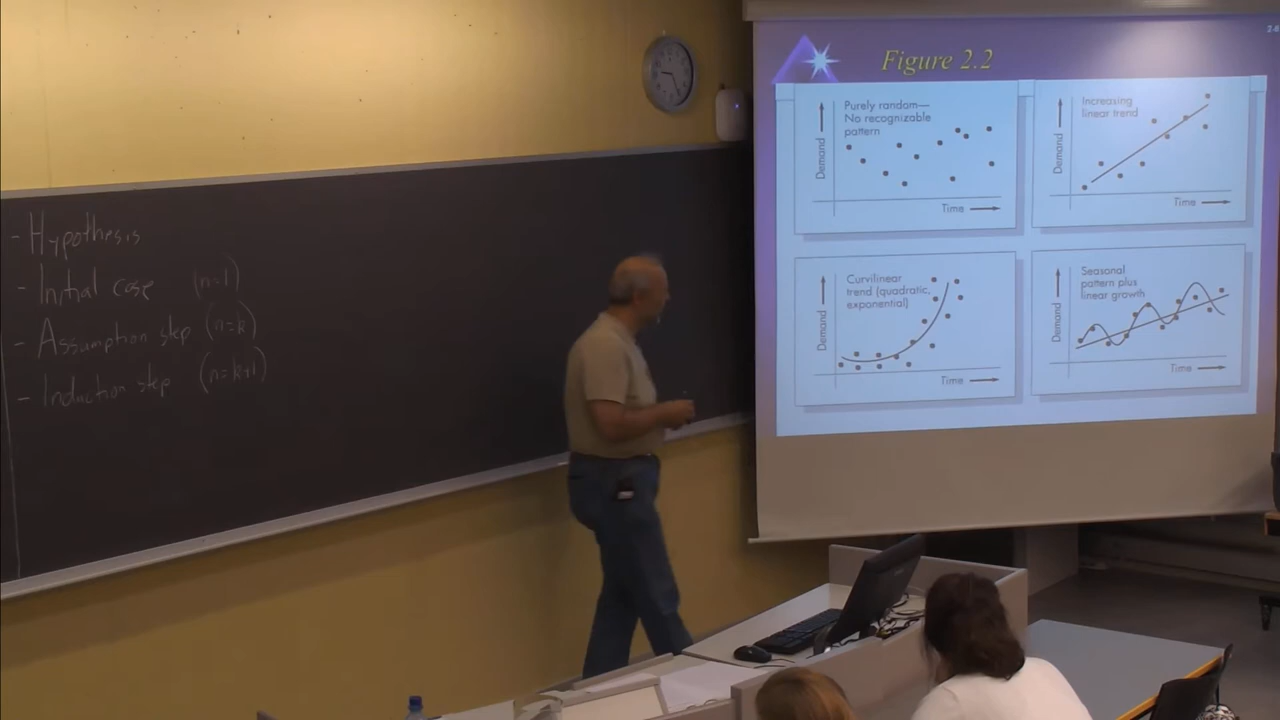 - Hypothesis
- Initial case (n=1)
- Assumption step (n=k)
- Induction step (n=k+1)
Figure 2.2
Purely random—
No recognizable
pattern
Demand
Time
Increasing
linear trend
Demand
Time
Curvilinear
trend (quadratic,
exponential)
Demand
Time
Seasonal
pattern plus
linear growth
Demand
Time